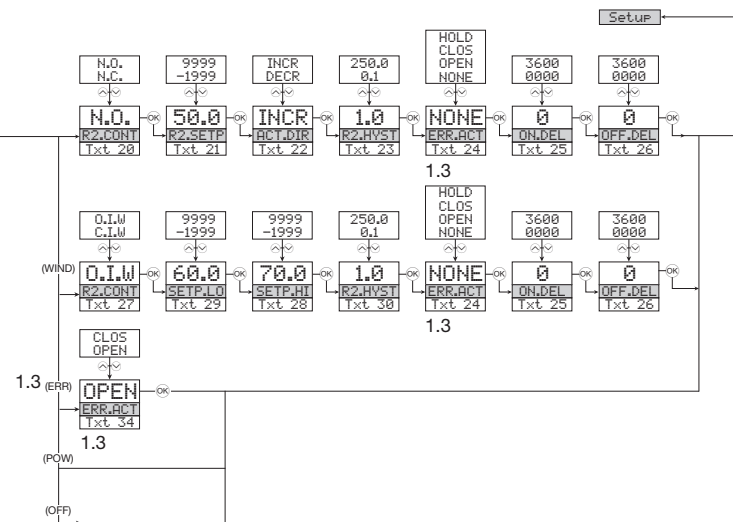 Setup
N.O.
N.C.
9999
-1999
INCR
DECR
250.0
0.1
HOLD
CLOS
OPEN
NONE
3600
0000
3600
0000
N.O. OK 50.0 OK INCR OK 1.0 OK NONE OK 0 OK 0 OK
R2.CONT R2.SETP ACT.DIR R2.HYST ERR.ACT ON.DEL OFF.DEL
Txt 20 Txt 21 Txt 22 Txt 23 Txt 24 Txt 25 Txt 26
1.3
O.I.W
C.I.W
9999
-1999
9999
-1999
250.0
0.1
HOLD
CLOS
OPEN
NONE
3600
0000
3600
0000
(WIND) O.I.W OK 60.0 OK 70.0 OK 1.0 OK NONE OK 0 OK 0 OK
R2.CONT SETP.LO SETP.HI R2.HYST ERR.ACT ON.DEL OFF.DEL
Txt 27 Txt 29 Txt 28 Txt 30 Txt 24 Txt 25 Txt 26
1.3
CLOS
OPEN
1.3 (ERR) OPEN OK
ERR.ACT
Txt 34
1.3
(POW)
(OFF)